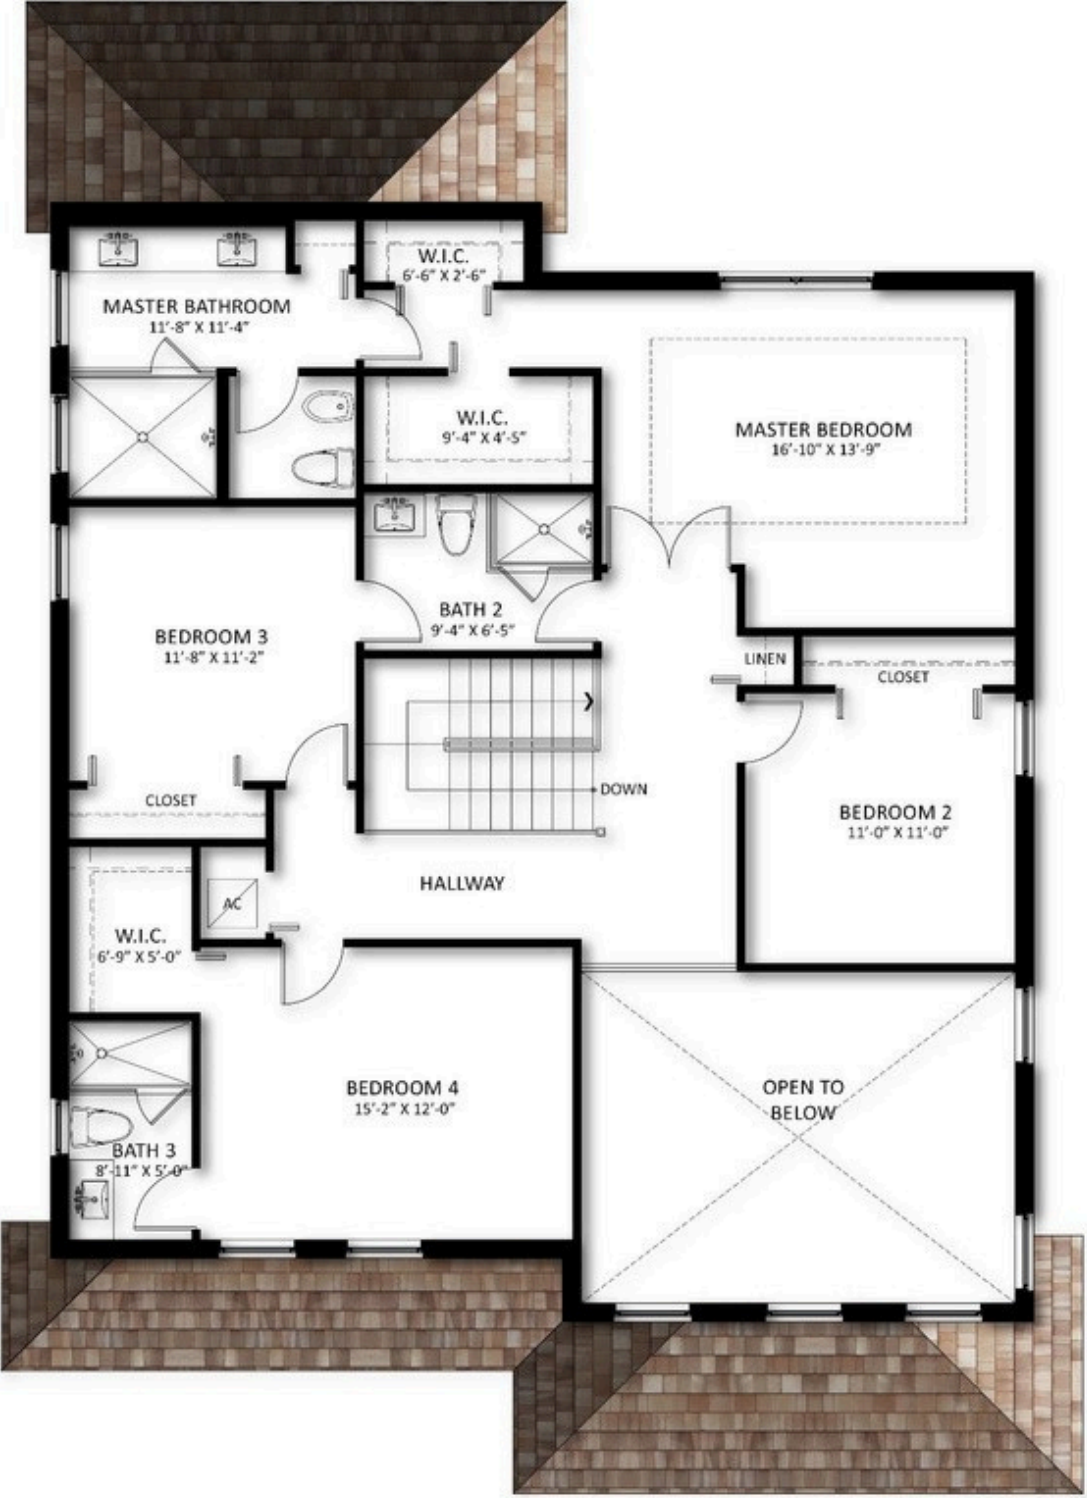 W.I.C.
6'-6" X 2'-6"
MASTER BATHROOM
11'-8" X 11'-4"
W.I.C.
9'-4" X 4'-5"
MASTER BEDROOM
16'-10" X 13'-9"
BATH 2
9'-4" X 6'-5"
BEDROOM 3
11'-8" X 11'-2"
LINEN
CLOSET
DOWN
CLOSET
BEDROOM 2
11'-0" X 11'-0"
HALLWAY
AC
W.I.C.
6'-9" X 5'-0"
BEDROOM 4
15'-2" X 12'-0"
OPEN TO
BELOW
BATH 3
8'-11" X 5'-0"